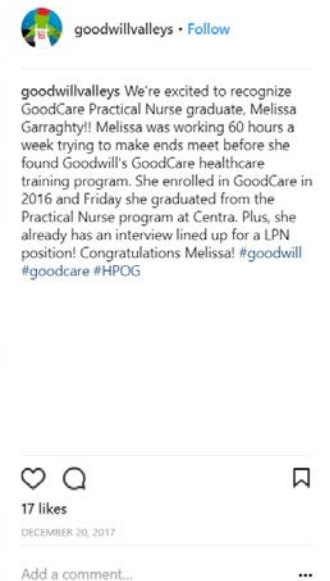 goodwillvalleys • Follow
goodwillvalleys We're excited to recognize
GoodCare Practical Nurse graduate, Melissa
Garraghty!! Melissa was working 60 hours a
week trying to make ends meet before she
found Goodwill's GoodCare healthcare
training program. She enrolled in GoodCare in
2016 and Friday she graduated from the
Practical Nurse program at Centra. Plus, she
already has an interview lined up for a LPN
position! Congratulations Melissa! #goodwill
#goodcare #HPOG
17 likes
DECEMBER 20, 2017
Add a comment...